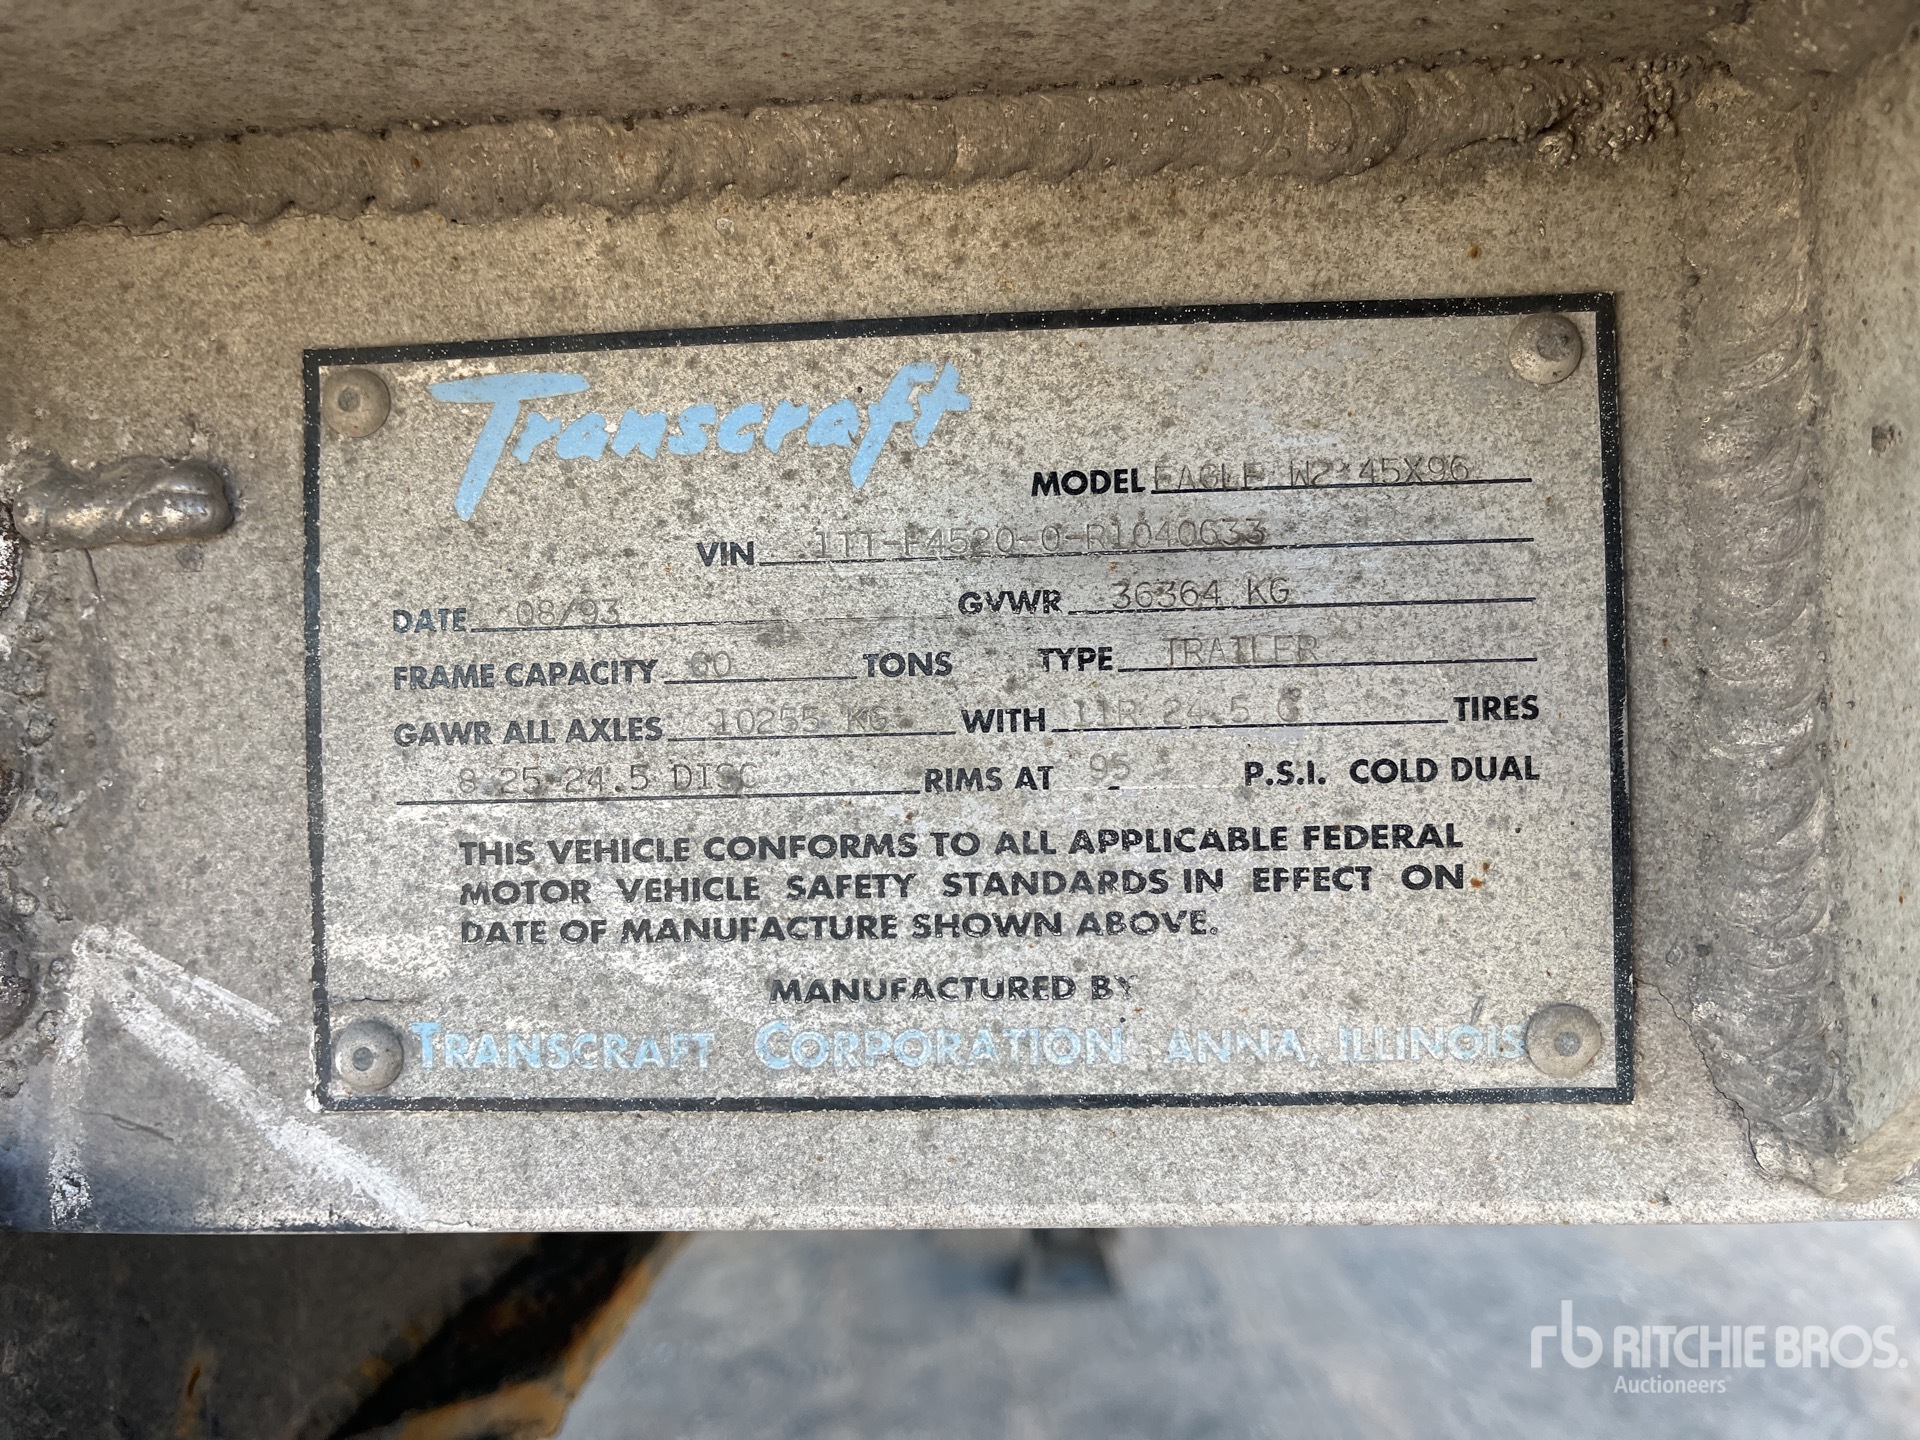 Transcraft
MODEL EAGLE W2 45X96
VIN 1TT-F4520-0-R1040633
DATE 08/93 GVWR 36364 KG
FRAME CAPACITY 60 TONS TYPE TRAILER
GAWR ALL AXLES 10255 KG WITH 11R 24.5 G TIRES
8.25-24.5 DISC RIMS AT 95 P.S.I. COLD DUAL
THIS VEHICLE CONFORMS TO ALL APPLICABLE FEDERAL
MOTOR VEHICLE SAFETY STANDARDS IN EFFECT ON
DATE OF MANUFACTURE SHOWN ABOVE.
MANUFACTURED BY
TRANSCRAFT CORPORATION ANNA, ILLINOIS
rb RITCHIE BROS.
Auctioneers